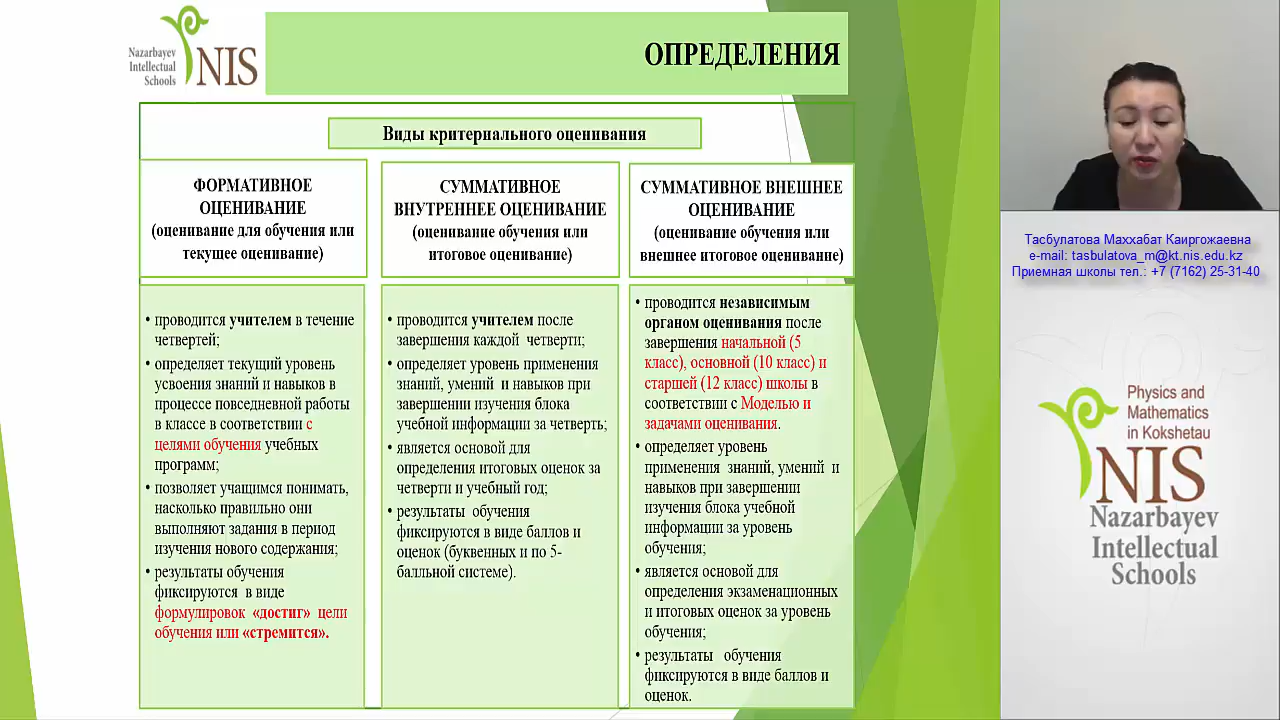 Nazarbayev
Intellectual
Schools
NIS
ОПРЕДЕЛЕНИЯ
Виды критериального оценивания
ФОРМАТИВНОЕ
ОЦЕНИВАНИЕ
(оценивание для обучения или
текущее оценивание)
• проводится учителем в течение
четвертей;
• определяет текущий уровень
усвоения знаний и навыков в
процессе повседневной работы
в классе в соответствии с
целями обучения учебных
программ;
• позволяет учащимся понимать,
насколько правильно они
выполняют задания в период
изучения нового содержания;
• результаты обучения
фиксируются в виде
формулировок «достиг» цели
обучения или «стремится».
СУММАТИВНОЕ
ВНУТРЕННЕЕ ОЦЕНИВАНИЕ
(оценивание обучения или
итоговое оценивание)
• проводится учителем после
завершения каждой четверти;
• определяет уровень применения
знаний, умений и навыков при
завершении изучения блока
учебной информации за четверть;
• является основой для
определения итоговых оценок за
четверти и учебный год;
• результаты обучения
фиксируются в виде баллов и
оценок (буквенных и по 5-
балльной системе).
СУММАТИВНОЕ ВНЕШНЕЕ
ОЦЕНИВАНИЕ
(оценивание обучения или
внешнее итоговое оценивание)
• проводится независимым
органом оценивания после
завершения начальной (5
класс), основной (10 класс) и
старшей (12 класс) школы в
соответствии с Моделью и
задачами оценивания.
• определяет уровень
применения знаний, умений и
навыков при завершении
изучения блока учебной
информации за уровень
обучения;
• является основой для
определения экзаменационных
и итоговых оценок за уровень
обучения;
• результаты обучения
фиксируются в виде баллов и
оценок.
Тасбулатова Маххабат Каиргожаевна
e-mail: tasbulatova_m@kt.nis.edu.kz
Приемная школы тел.: +7 (7162) 25-31-40
Physics and
Mathematics
in Kokshetau
NIS
Nazarbayev
Intellectual
Schools